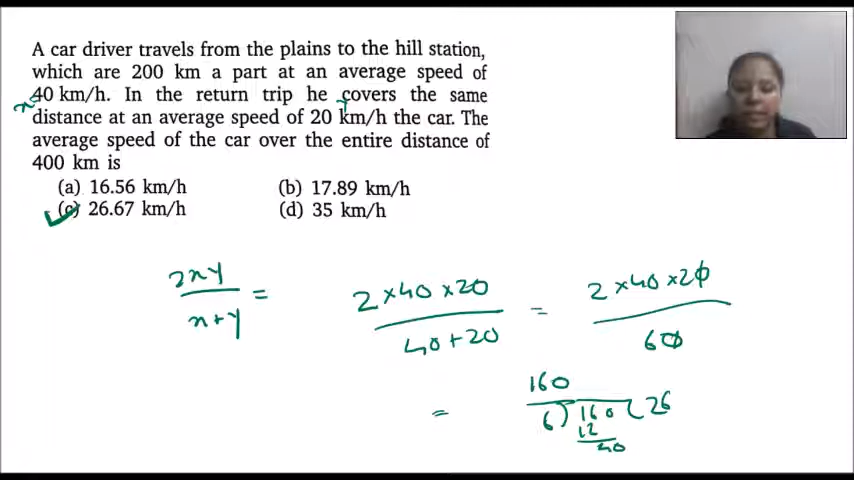 A car driver travels from the plains to the hill station,
which are 200 km a part at an average speed of
40 km/h. In the return trip he covers the same
distance at an average speed of 20 km/h the car. The
average speed of the car over the entire distance of
400 km is
(a) 16.56 km/h (b) 17.89 km/h
(c) 26.67 km/h (d) 35 km/h
2xy / x+y = 2×40×20 / 40+20 = 2×40×20 / 60
= 160
6) 160 (26
12
40